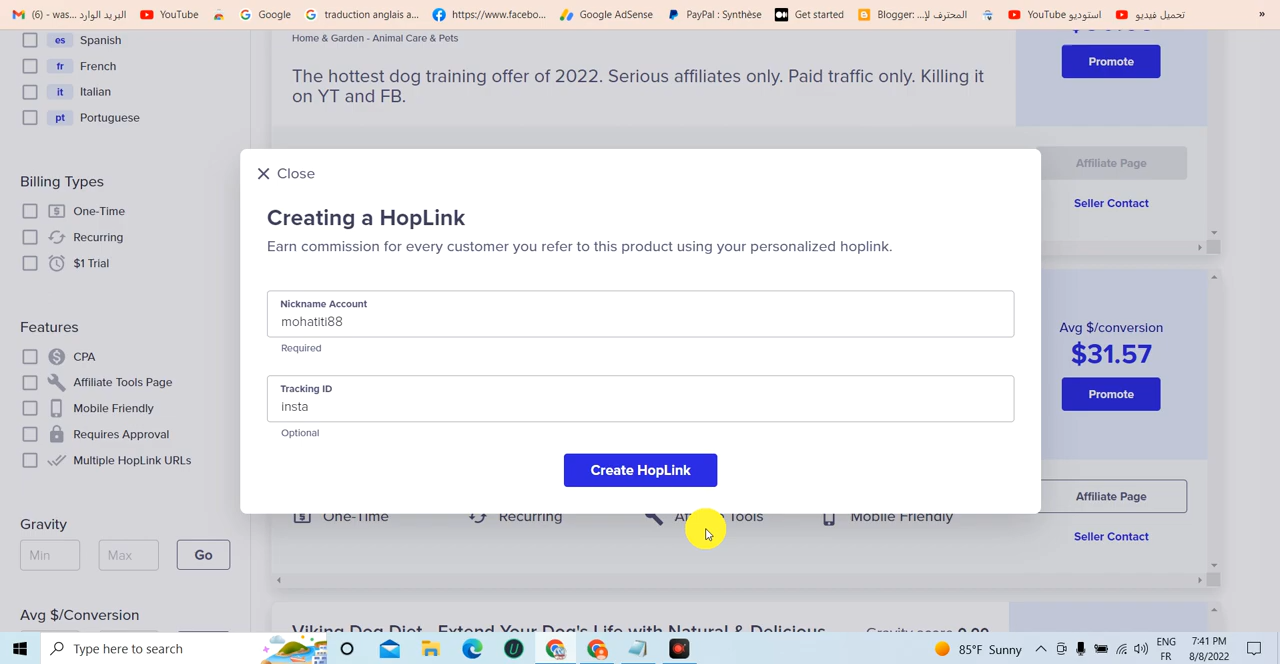 البريد الوارد (6) - was...
YouTube
Google
traduction anglais a...
https://www.facebo...
Google AdSense
PayPal : Synthèse
Get started
Blogger: المحترف لإ...
استوديو YouTube
تحميل فيديو
»
es Spanish
fr French
it Italian
pt Portuguese
Billing Types
One-Time
Recurring
$1 Trial
Features
CPA
Affiliate Tools Page
Mobile Friendly
Requires Approval
Multiple HopLink URLs
Gravity
Min
Max
Go
Avg $/Conversion
Home & Garden - Animal Care & Pets
The hottest dog training offer of 2022. Serious affiliates only. Paid traffic only. Killing it
on YT and FB.
Promote
Affiliate Page
Seller Contact
Close
Creating a HopLink
Earn commission for every customer you refer to this product using your personalized hoplink.
Nickname Account
mohatiti88
Required
Tracking ID
insta
Optional
Create HopLink
Avg $/conversion
$31.57
Promote
Affiliate Page
Seller Contact
One-Time
Recurring
Tools
Mobile Friendly
Viking Dog Diet - Extend Your Dog's Life with Natural & Delicious
Gravity score 0.00
Type here to search
85°F Sunny
ENG
FR
7:41 PM
8/8/2022